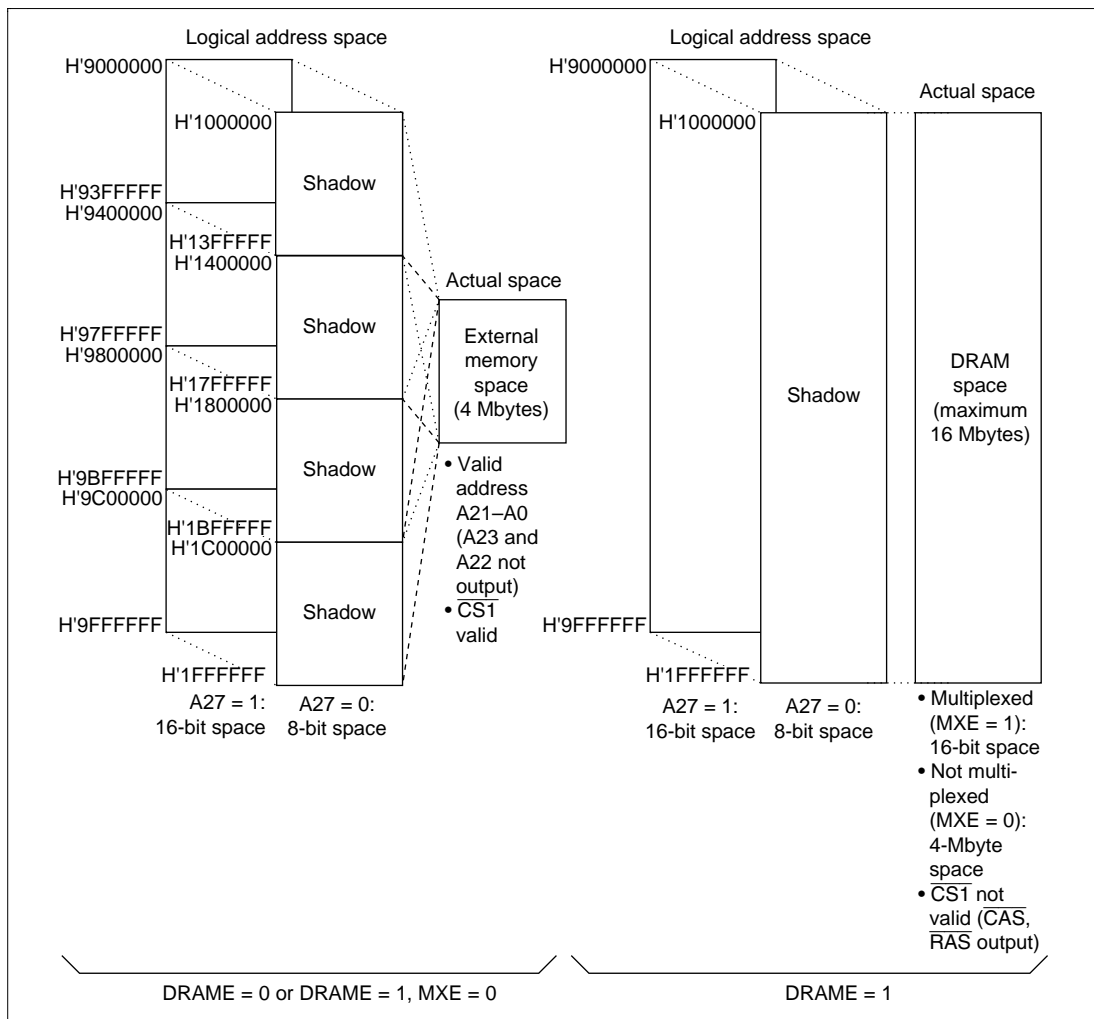 Logical address space
H'9000000
H'1000000
Shadow
H'93FFFFF
H'9400000
H'13FFFFF
H'1400000
Shadow
H'97FFFFF
H'9800000
H'17FFFFF
H'1800000
Shadow
H'9BFFFFF
H'9C00000
H'1BFFFFF
H'1C00000
Shadow
H'9FFFFFF
H'1FFFFFF
A27 = 1:
16-bit space
A27 = 0:
8-bit space
Actual space
External
memory
space
(4 Mbytes)
• Valid
address
A21–A0
(A23 and
A22 not
output)
• CS1
valid
DRAME = 0 or DRAME = 1, MXE = 0
Logical address space
H'9000000
H'1000000
Shadow
H'9FFFFFF
H'1FFFFFF
A27 = 1:
16-bit space
A27 = 0:
8-bit space
Actual space
DRAM
space
(maximum
16 Mbytes)
• Multiplexed
(MXE = 1):
16-bit space
• Not multi-
plexed
(MXE = 0):
4-Mbyte
space
• CS1 not
valid (CAS,
RAS output)
DRAME = 1